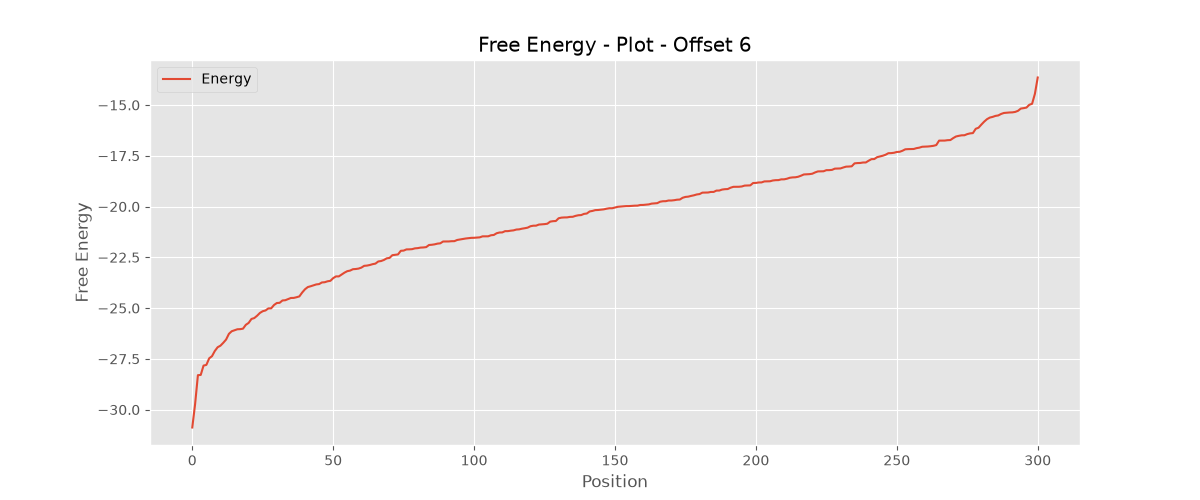 Free Energy - Plot - Offset 6
Energy
Free Energy
−15.0
−17.5
−20.0
−22.5
−25.0
−27.5
−30.0
0 50 100 150 200 250 300
Position